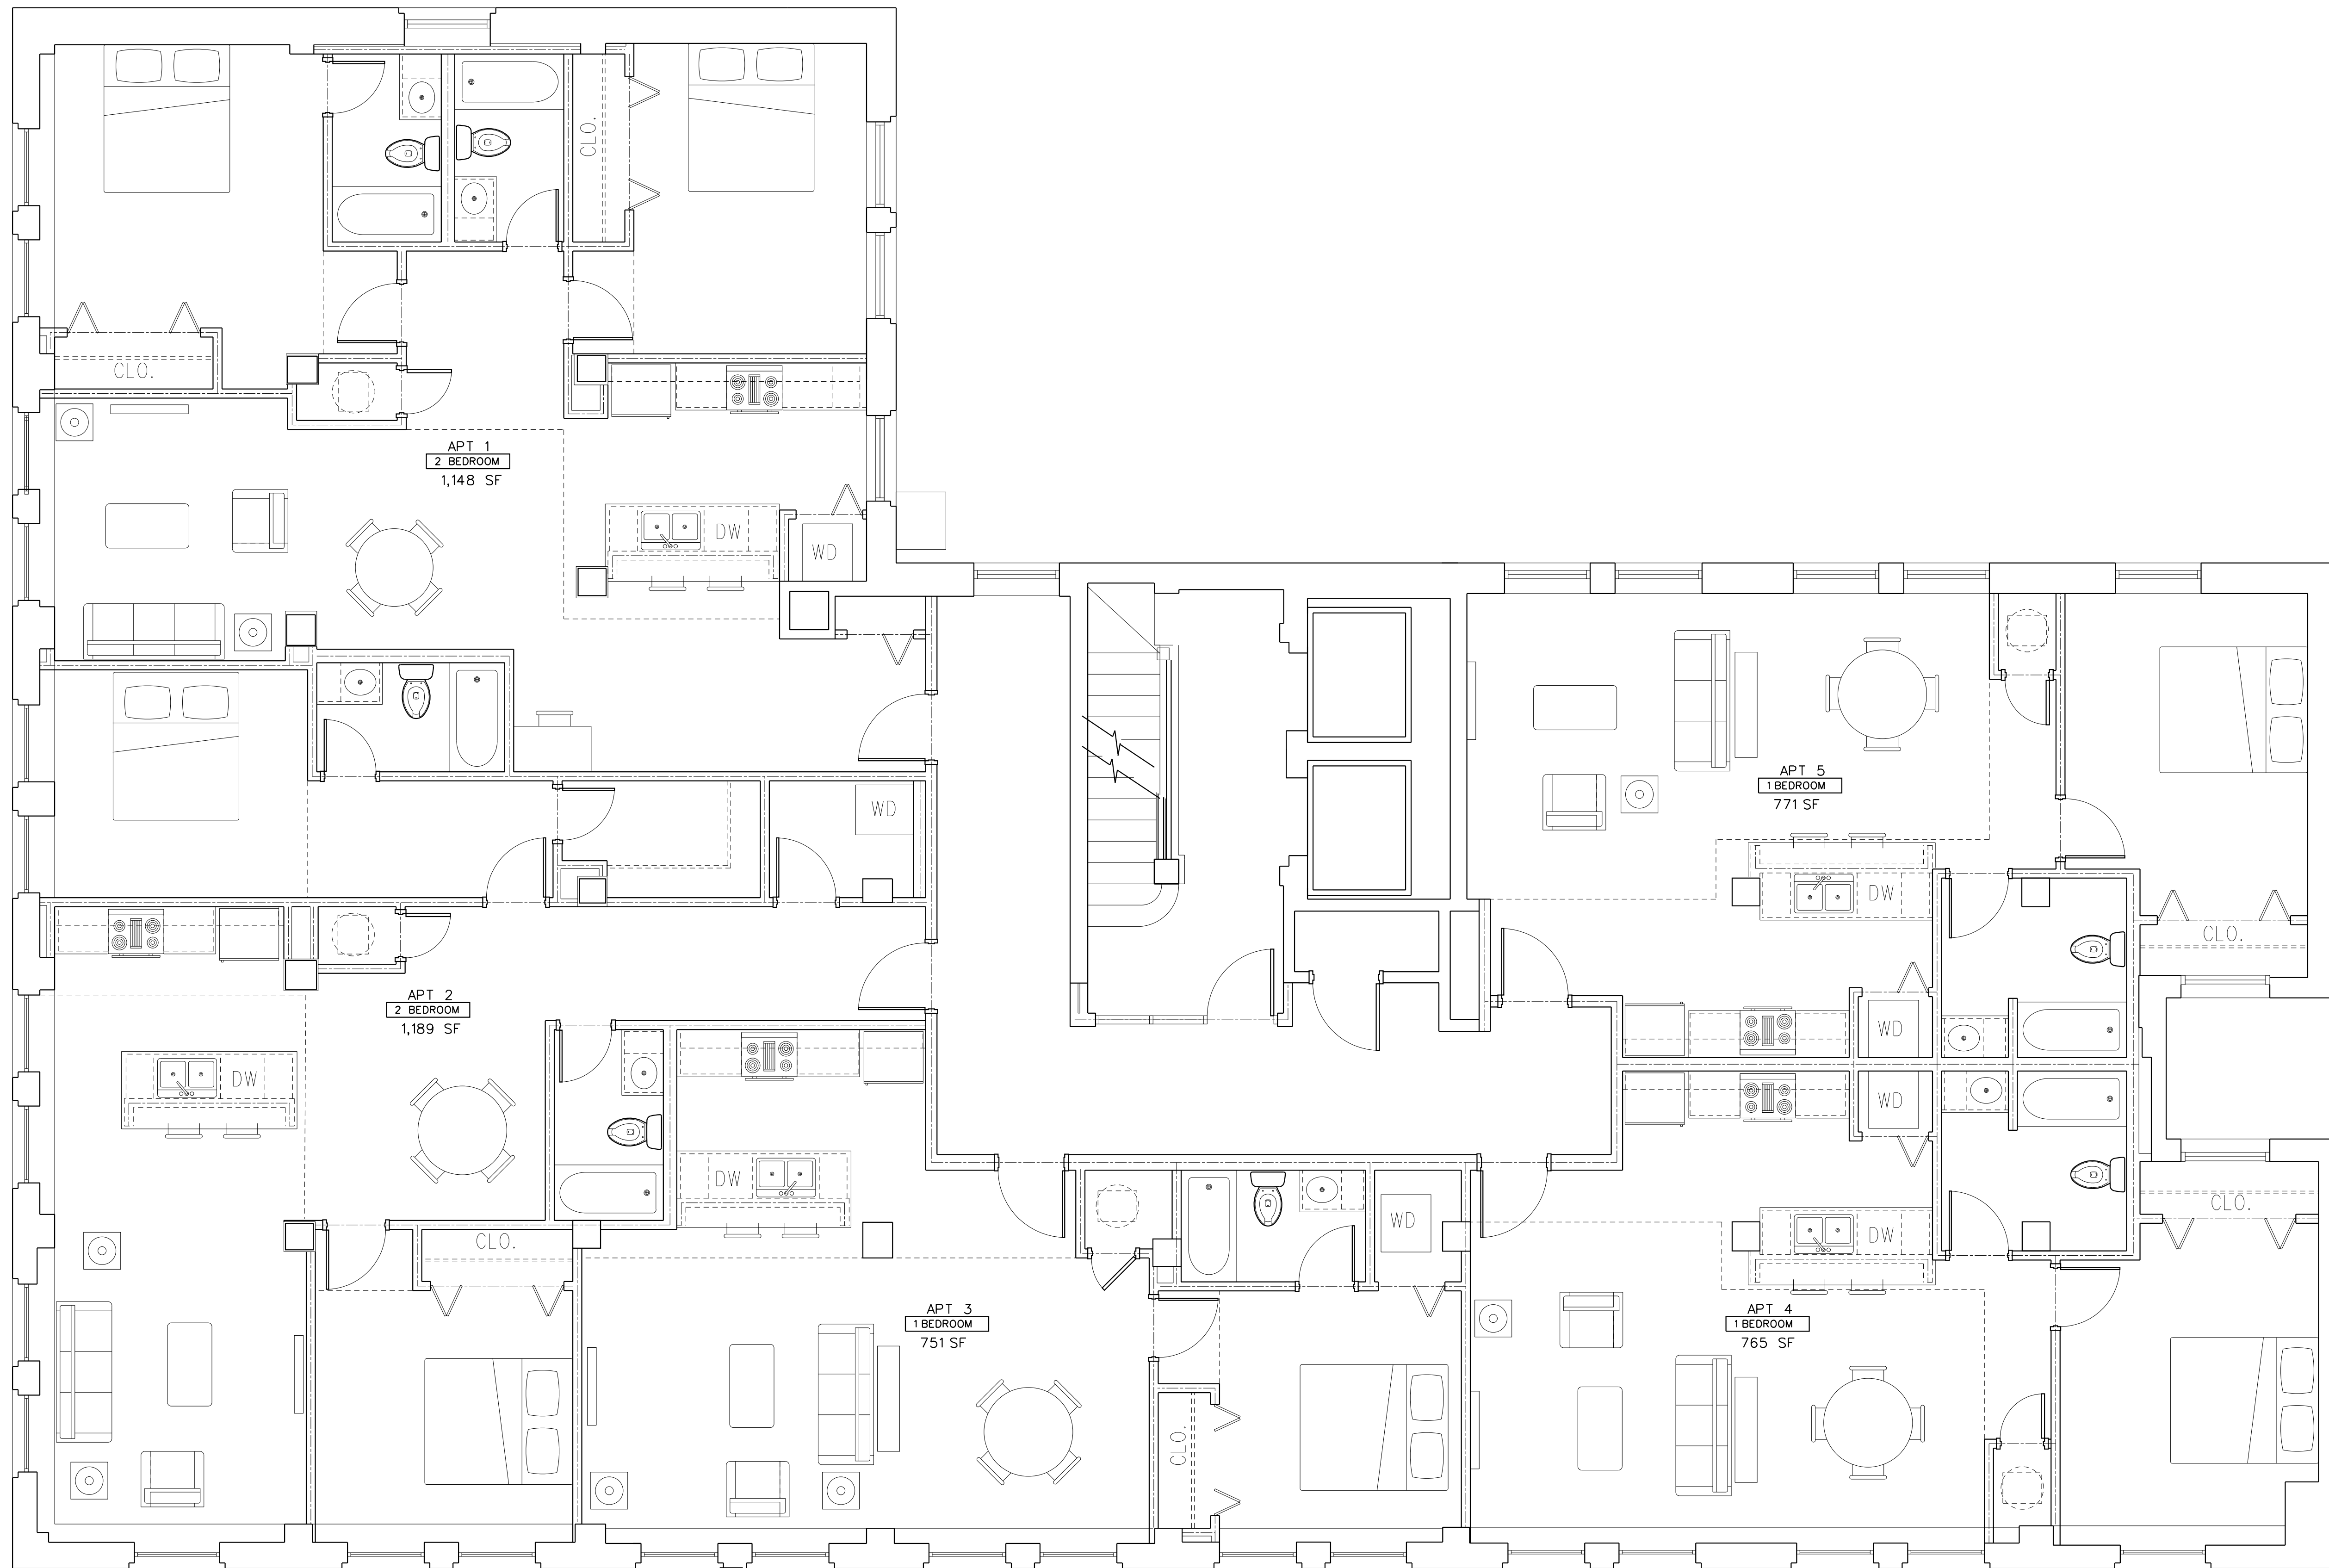 CLO.
CLO.
APT 1
2 BEDROOM
1,148 SF
DW
WD
APT 5
1 BEDROOM
771 SF
WD
DW
CLO.
APT 2
2 BEDROOM
1,189 SF
WD
DW
WD
DW
CLO.
WD
DW
CLO.
APT 3
1 BEDROOM
751 SF
APT 4
1 BEDROOM
765 SF
CLO.